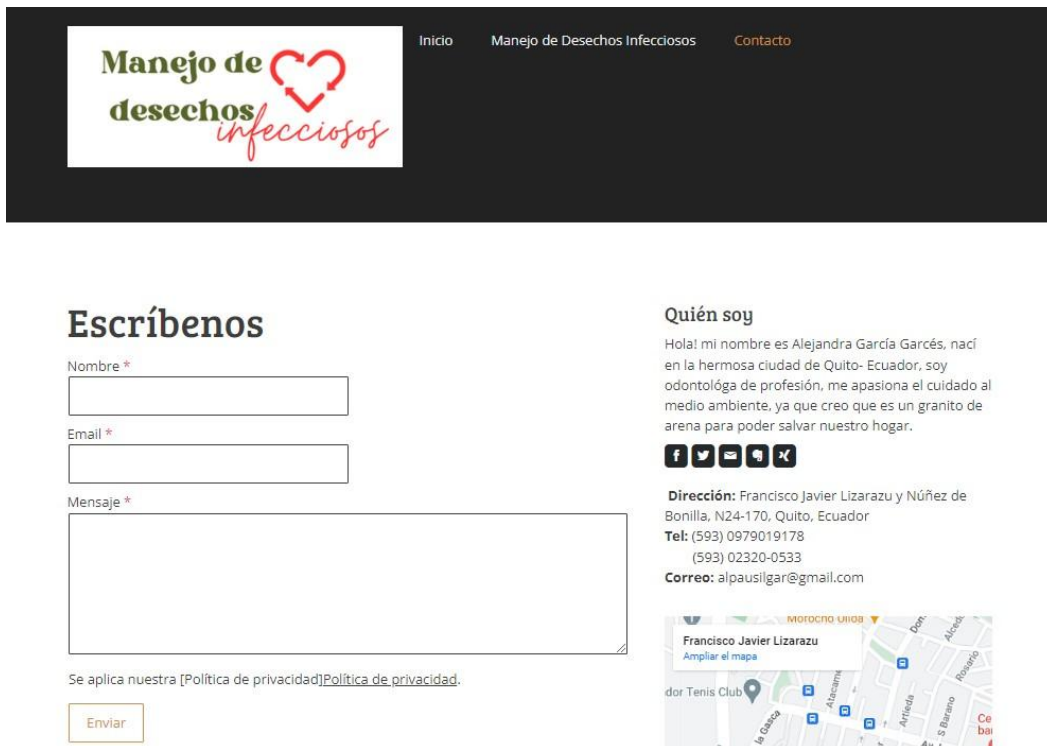 Manejo de
desechos
infecciosos
Inicio Manejo de Desechos Infecciosos Contacto
Escríbenos
Nombre *
Email *
Mensaje *
Se aplica nuestra [Política de privacidad]Política de privacidad.
Enviar
Quién soy
Hola! mi nombre es Alejandra García Garcés, nací
en la hermosa ciudad de Quito- Ecuador, soy
odontológa de profesión, me apasiona el cuidado al
medio ambiente, ya que creo que es un granito de
arena para poder salvar nuestro hogar.
Dirección: Francisco Javier Lizarazu y Núñez de
Bonilla, N24-170, Quito, Ecuador
Tel: (593) 0979019178
(593) 02320-0533
Correo: alpausilgar@gmail.com
Francisco Javier Lizarazu
Ampliar el mapa
dor Tenis Club
la Gasca
Artieda
S Barano
Rosario